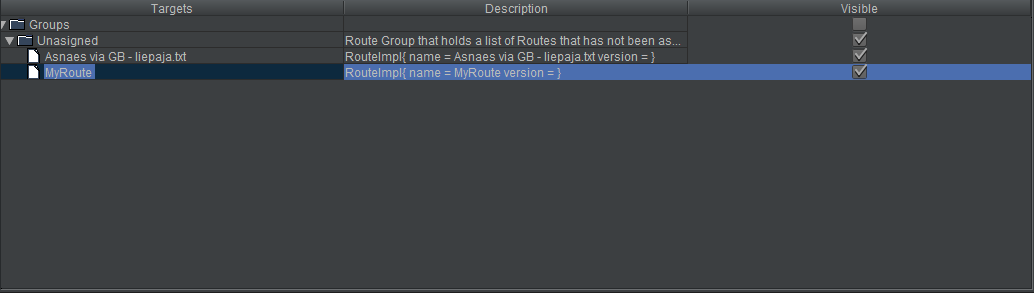 Targets Description Visible
Groups
Unasigned Route Group that holds a list of Routes that has not been as...
Asnaes via GB - liepaja.txt RouteImpl{ name = Asnaes via GB - liepaja.txt version = }
MyRoute RouteImpl{ name = MyRoute version = }